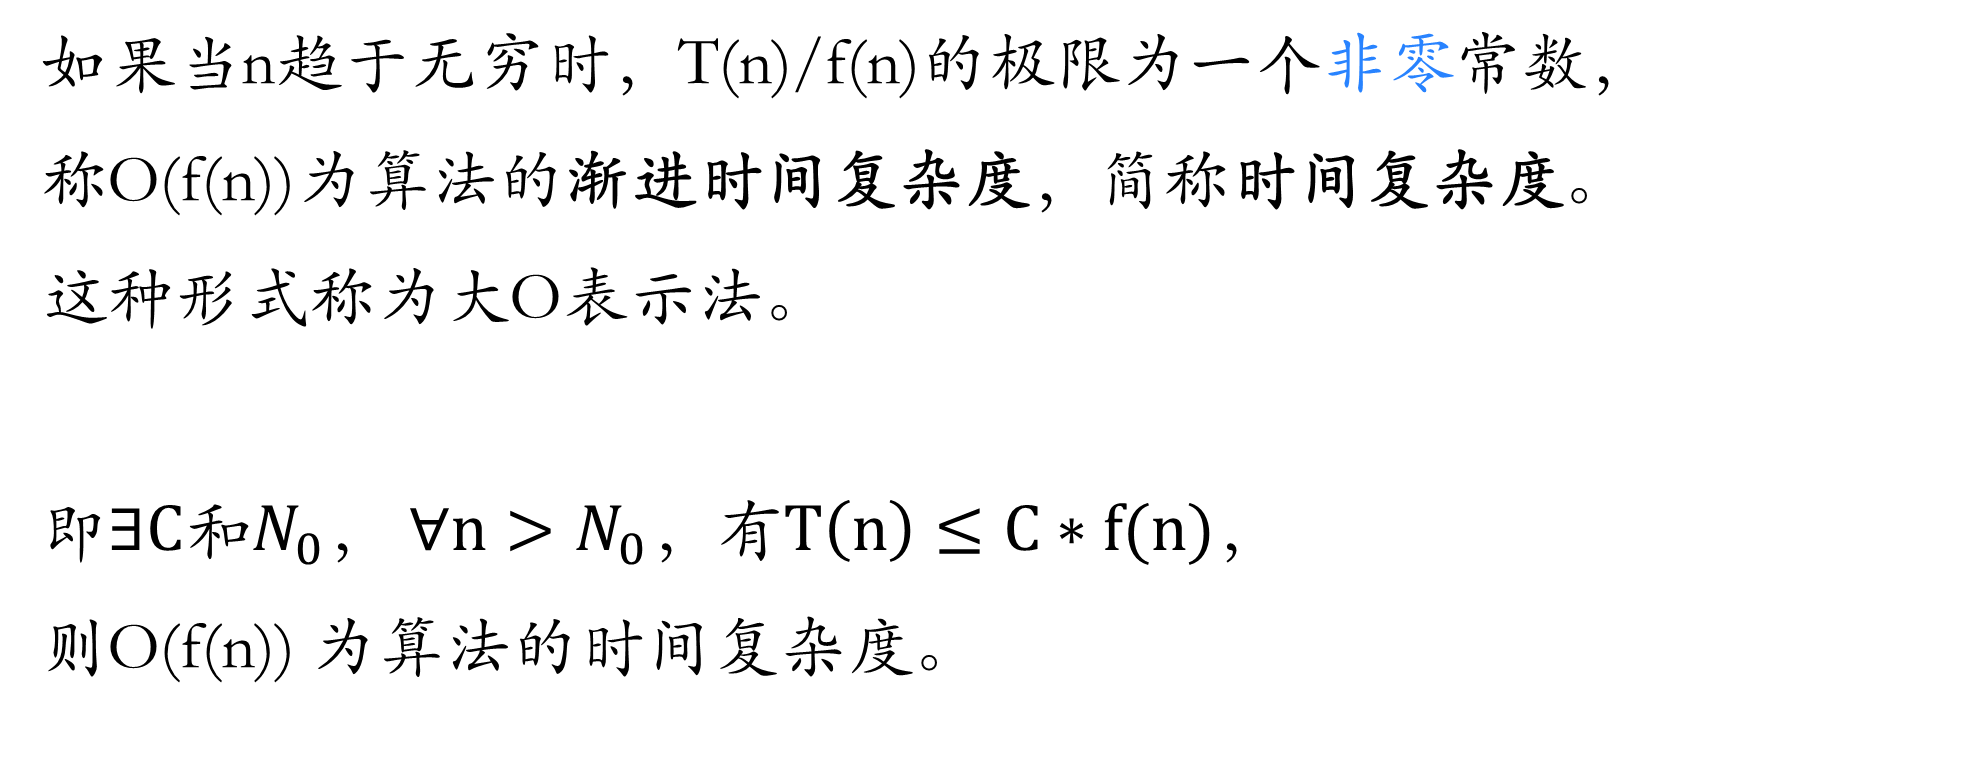 如果当n趋于无穷时，T(n)/f(n)的极限为一个非零常数，
称O(f(n))为算法的渐进时间复杂度，简称时间复杂度。
这种形式称为大O表示法。
即∃C和N₀，∀n > N₀，有T(n) ≤ C * f(n)，
则O(f(n)) 为算法的时间复杂度。